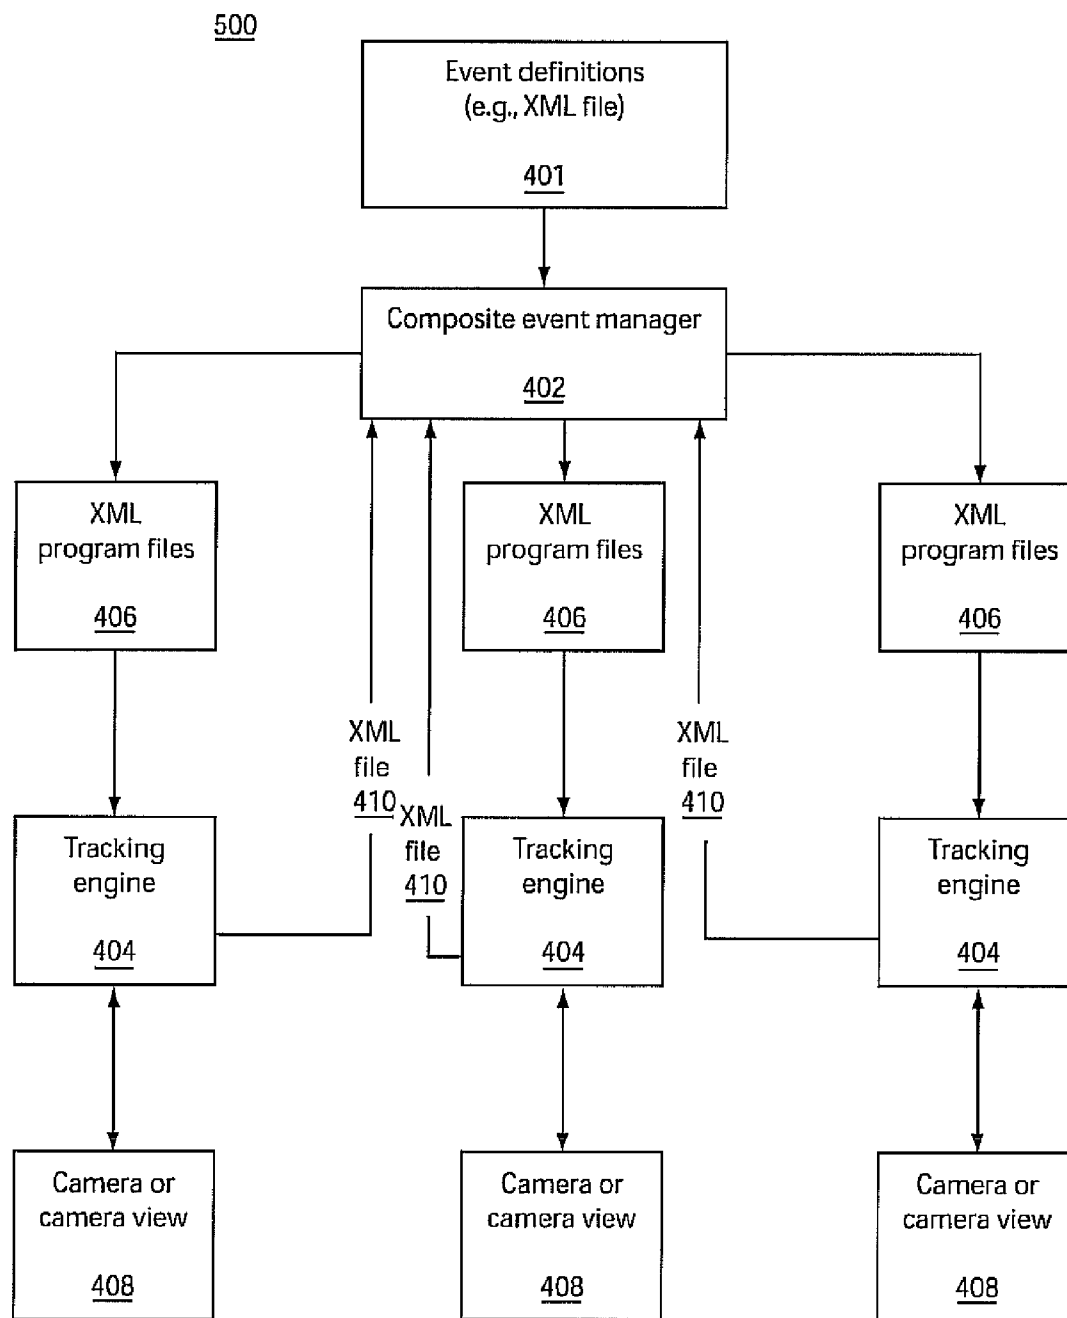 500
Event definitions
(e.g., XML file)
401
Composite event manager
402
XML
program files
406
XML
program files
406
XML
program files
406
XML
file
410
XML
file
410
XML
file
410
Tracking
engine
404
Tracking
engine
404
Tracking
engine
404
Camera or
camera view
408
Camera or
camera view
408
Camera or
camera view
408